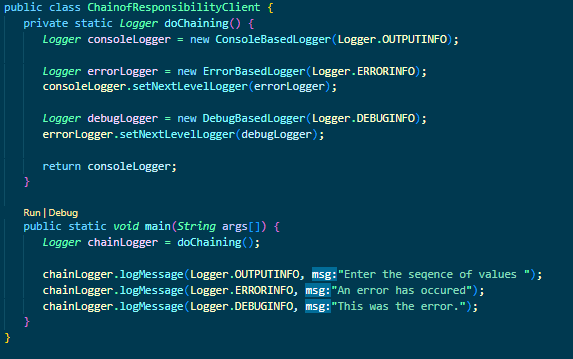 public class ChainofResponsibilityClient {
private static Logger doChaining() {
Logger consoleLogger = new ConsoleBasedLogger(Logger.OUTPUTINFO);
Logger errorLogger = new ErrorBasedLogger(Logger.ERRORINFO);
consoleLogger.setNextLevelLogger(errorLogger);
Logger debugLogger = new DebugBasedLogger(Logger.DEBUGINFO);
errorLogger.setNextLevelLogger(debugLogger);
return consoleLogger;
}
Run | Debug
public static void main(String args[]) {
Logger chainLogger = doChaining();
chainLogger.logMessage(Logger.OUTPUTINFO, msg:"Enter the seqence of values ");
chainLogger.logMessage(Logger.ERRORINFO, msg:"An error has occured");
chainLogger.logMessage(Logger.DEBUGINFO, msg:"This was the error.");
}
}